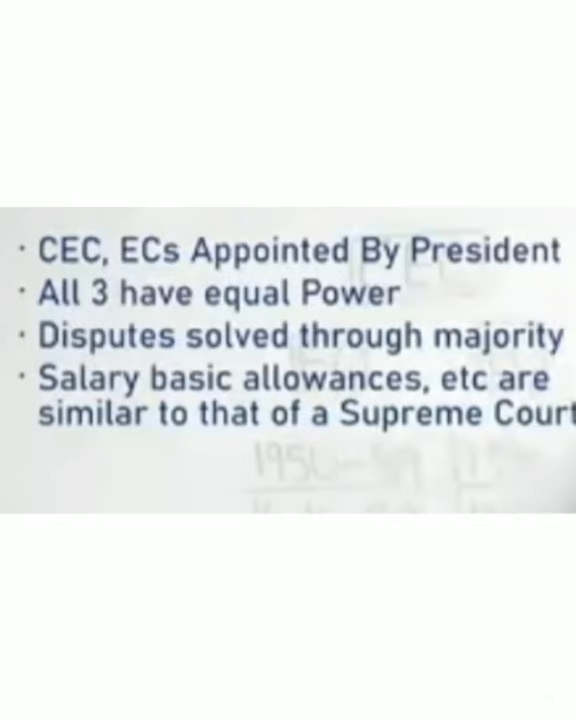 · CEC, ECs Appointed By President
· All 3 have equal Power
· Disputes solved through majority
· Salary basic allowances, etc are
similar to that of a Supreme Court